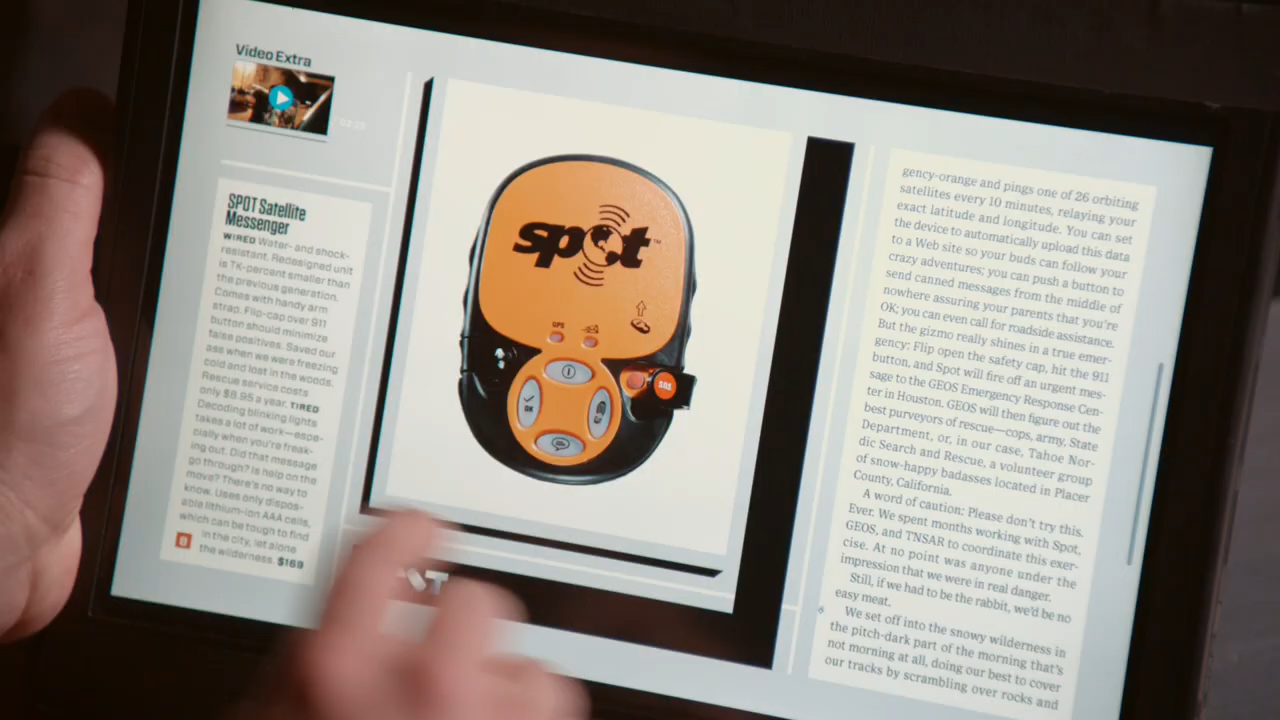 Video Extra
02:25
SPOT Satellite
Messenger
WIRED Water- and shock-
resistant. Redesigned unit
is TK-percent smaller than
the previous generation.
Comes with handy arm
strap. Flip-cap over 911
button should minimize
false positives. Saved our
ass when we were freezing
cold and lost in the woods.
Rescue service costs
only $8.95 a year. TIRED
Decoding blinking lights
takes a lot of work—espe-
cially when you're freak-
ing out. Did that message
go through? Is help on the
move? There's no way to
know. Uses only dispos-
able lithium-ion AAA cells,
which can be tough to find
in the city, let alone
the wilderness. $169
8
spot™
GPS
OK
SOS
gency-orange and pings one of 26 orbiting
satellites every 10 minutes, relaying your
exact latitude and longitude. You can set
the device to automatically upload this data
to a Web site so your buds can follow your
crazy adventures; you can push a button to
send canned messages from the middle of
nowhere assuring your parents that you're
OK; you can even call for roadside assistance.
But the gizmo really shines in a true emer-
gency: Flip open the safety cap, hit the 911
button, and Spot will fire off an urgent mes-
sage to the GEOS Emergency Response Cen-
ter in Houston. GEOS will then figure out the
best purveyors of rescue—cops, army, State
Department, or, in our case, Tahoe Nor-
dic Search and Rescue, a volunteer group
of snow-happy badasses located in Placer
County, California.
A word of caution: Please don't try this.
Ever. We spent months working with Spot,
GEOS, and TNSAR to coordinate this exer-
cise. At no point was anyone under the
impression that we were in real danger.
Still, if we had to be the rabbit, we'd be no
easy meat.
We set off into the snowy wilderness in
the pitch-dark part of the morning that's
not morning at all, doing our best to cover
our tracks by scrambling over rocks and